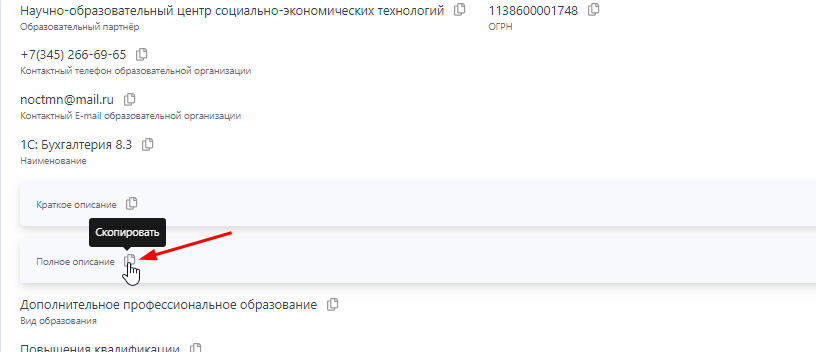 Научно-образовательный центр социально-экономических технологий 1138600001748
Образовательный партнёр ОГРН
+7(345) 266-69-65
Контактный телефон образовательной организации
noctmn@mail.ru
Контактный E-mail образовательной организации
1С: Бухгалтерия 8.3
Наименование
Краткое описание
Скопировать
Полное описание
Дополнительное профессиональное образование
Вид образования
Повышения квалификации